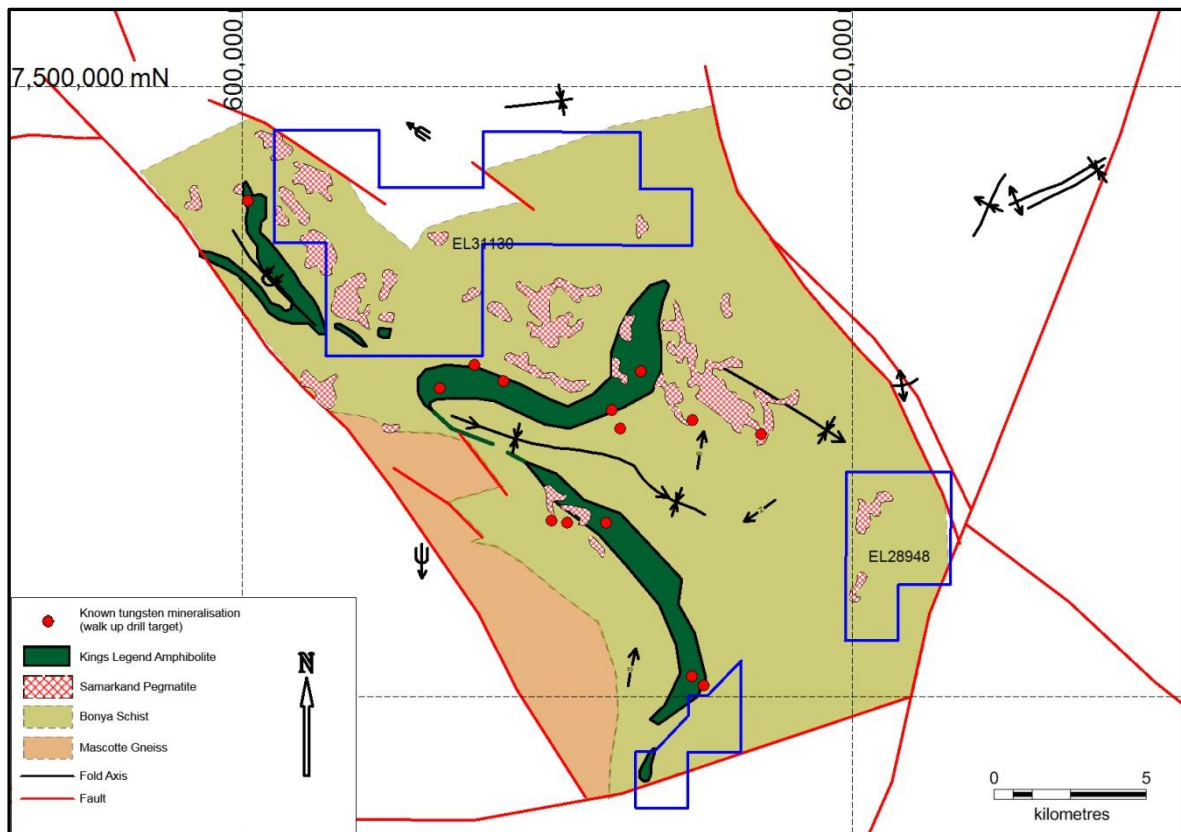 7,500,000 mN
600,000
620,000
EL31130
EL28948
Known tungsten mineralisation
(walk up drill target)
Kings Legend Amphibolite
Samarkand Pegmatite
Bonya Schist
Mascotte Gneiss
Fold Axis
Fault
N
0 5
kilometres